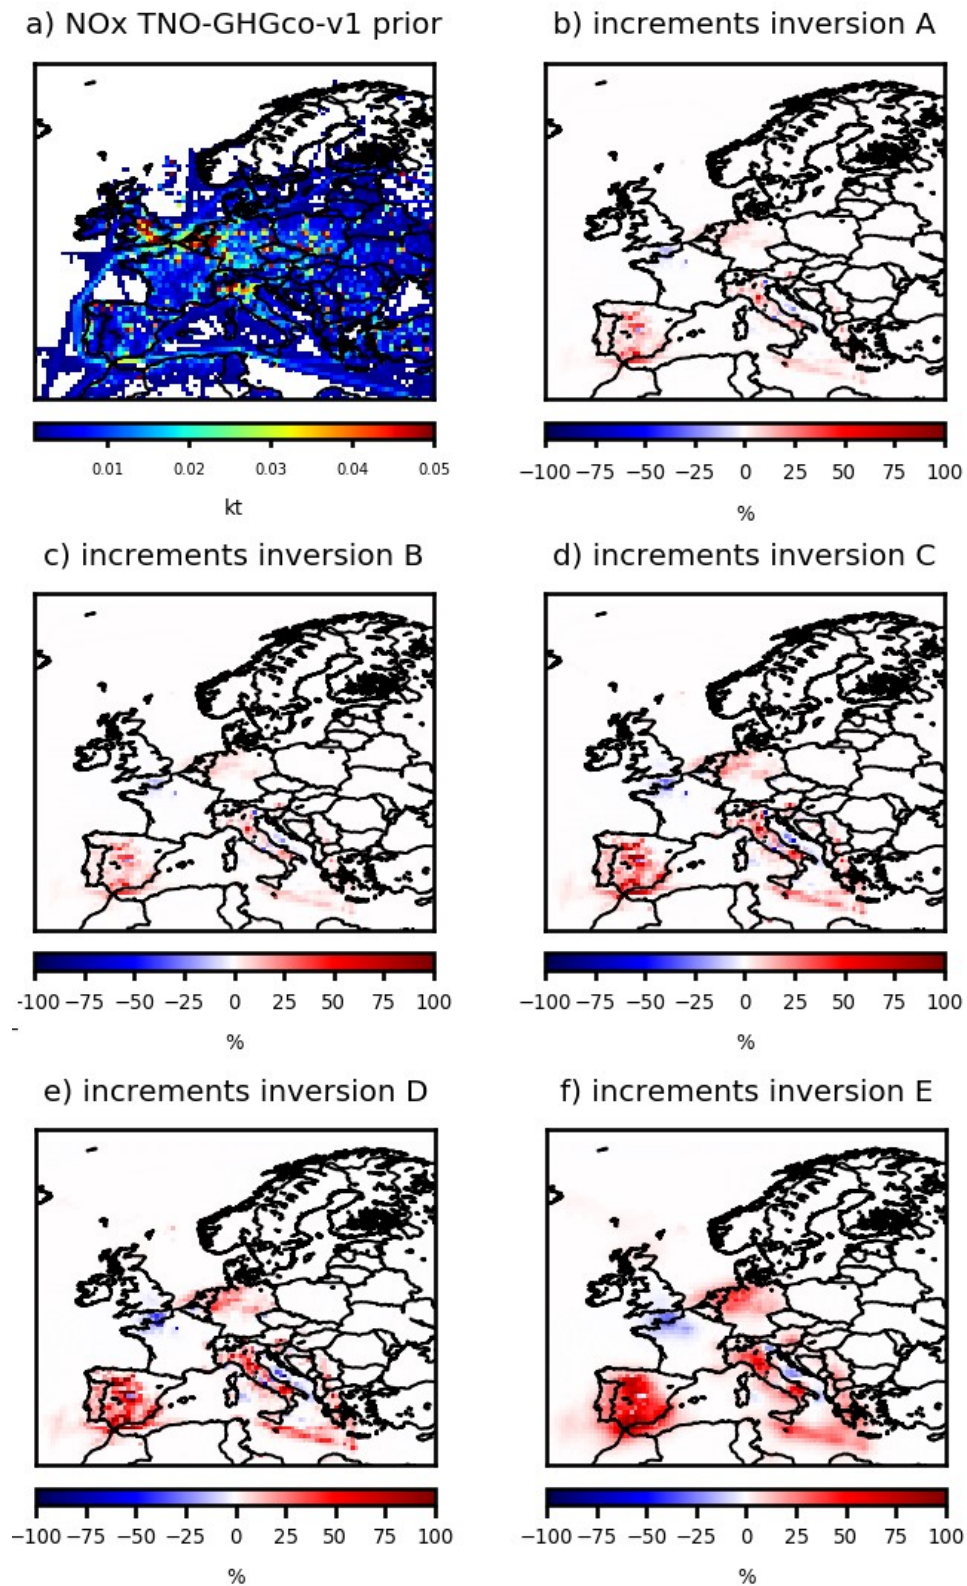 a) NOx TNO-GHGco-v1 prior
b) increments inversion A
0.01 0.02 0.03 0.04 0.05
kt
−100 −75 −50 −25 0 25 50 75 100
%
c) increments inversion B
d) increments inversion C
-100 −75 −50 −25 0 25 50 75 100
-
%
−100 −75 −50 −25 0 25 50 75 100
%
e) increments inversion D
f) increments inversion E
−100 −75 −50 −25 0 25 50 75 100
%
−100 −75 −50 −25 0 25 50 75 100
%